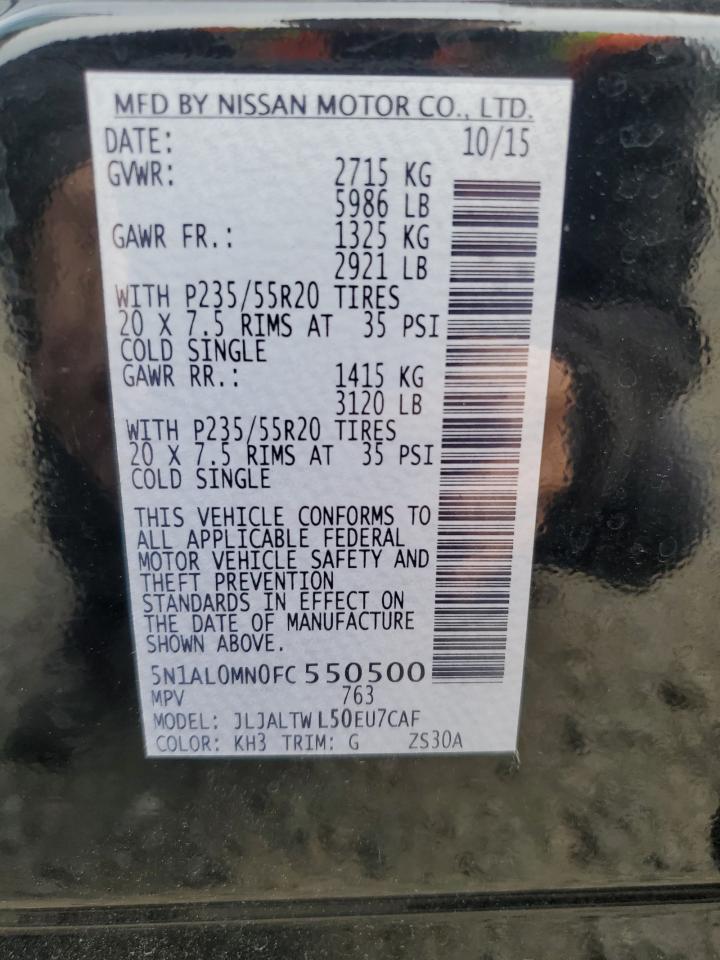 MFD BY NISSAN MOTOR CO., LTD.
DATE: 10/15
GVWR: 2715 KG
5986 LB
GAWR FR.: 1325 KG
2921 LB
WITH P235/55R20 TIRES
20 X 7.5 RIMS AT 35 PSI
COLD SINGLE
GAWR RR.: 1415 KG
3120 LB
WITH P235/55R20 TIRES
20 X 7.5 RIMS AT 35 PSI
COLD SINGLE
THIS VEHICLE CONFORMS TO
ALL APPLICABLE FEDERAL
MOTOR VEHICLE SAFETY AND
THEFT PREVENTION
STANDARDS IN EFFECT ON
THE DATE OF MANUFACTURE
SHOWN ABOVE.
5N1AL0MN0FC 550500
MPV 763
MODEL: JLJALTW L50EU7CAF
COLOR: KH3 TRIM: G ZS30A